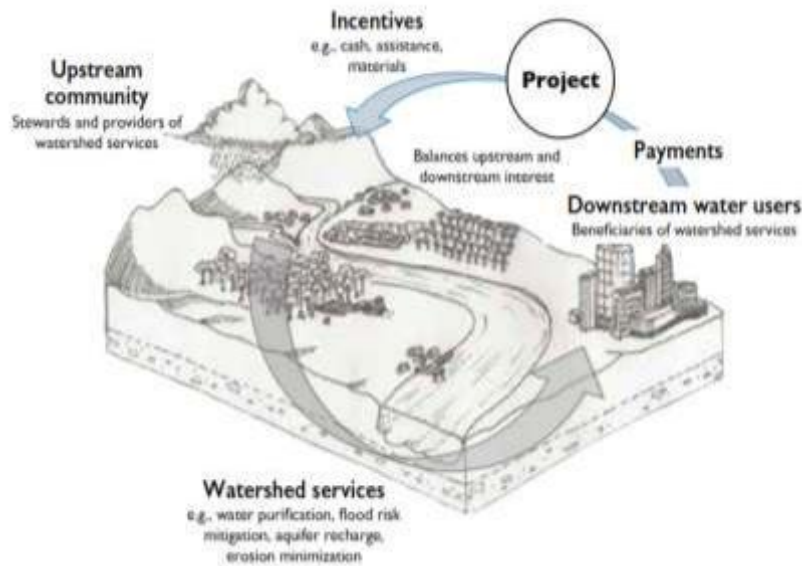 Incentives
e.g., cash, assistance,
materials
Project
Upstream
community
Stewards and providers of
watershed services
Balances upstream and
downstream interest
Payments
Downstream water users
Beneficiaries of watershed services
Watershed services
e.g., water purification, flood risk
mitigation, aquifer recharge,
erosion minimization